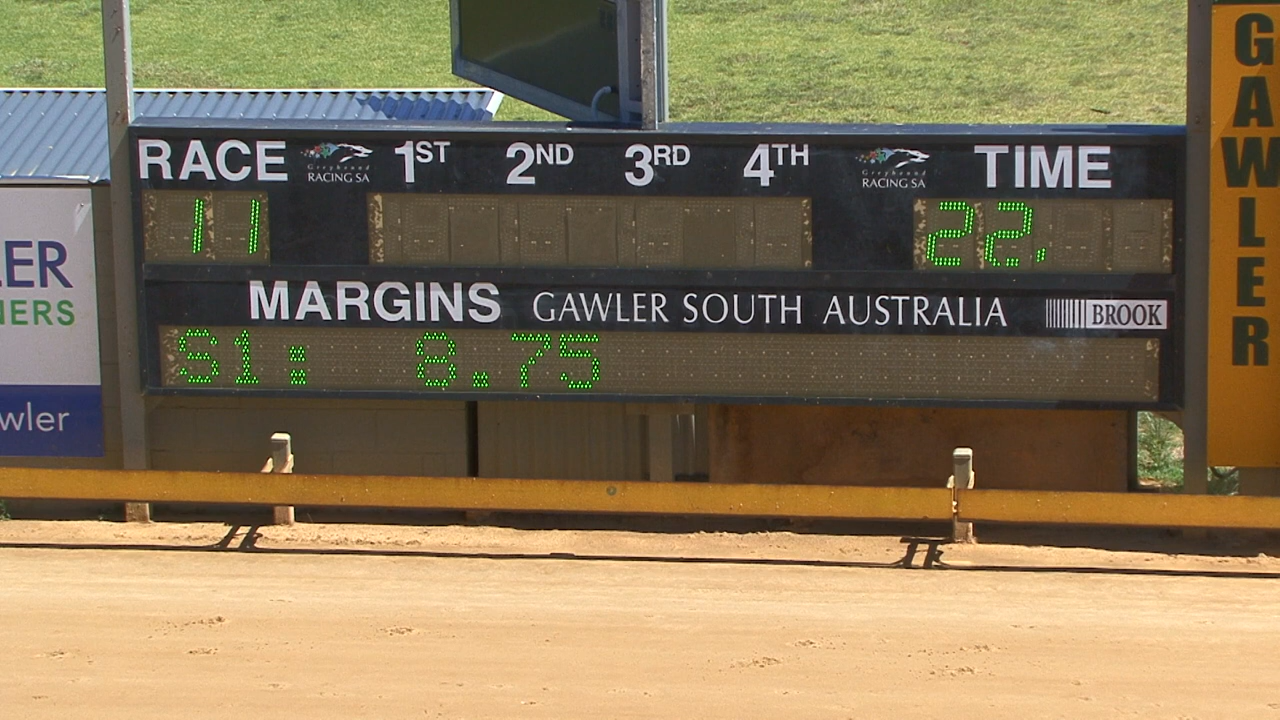 RACE 1ST 2ND 3RD 4TH TIME
Greyhound RACING SA
Greyhound RACING SA
11 22.
MARGINS GAWLER SOUTH AUSTRALIA BROOK
S1: 8.75
GAWLER
ER
NERS
wler